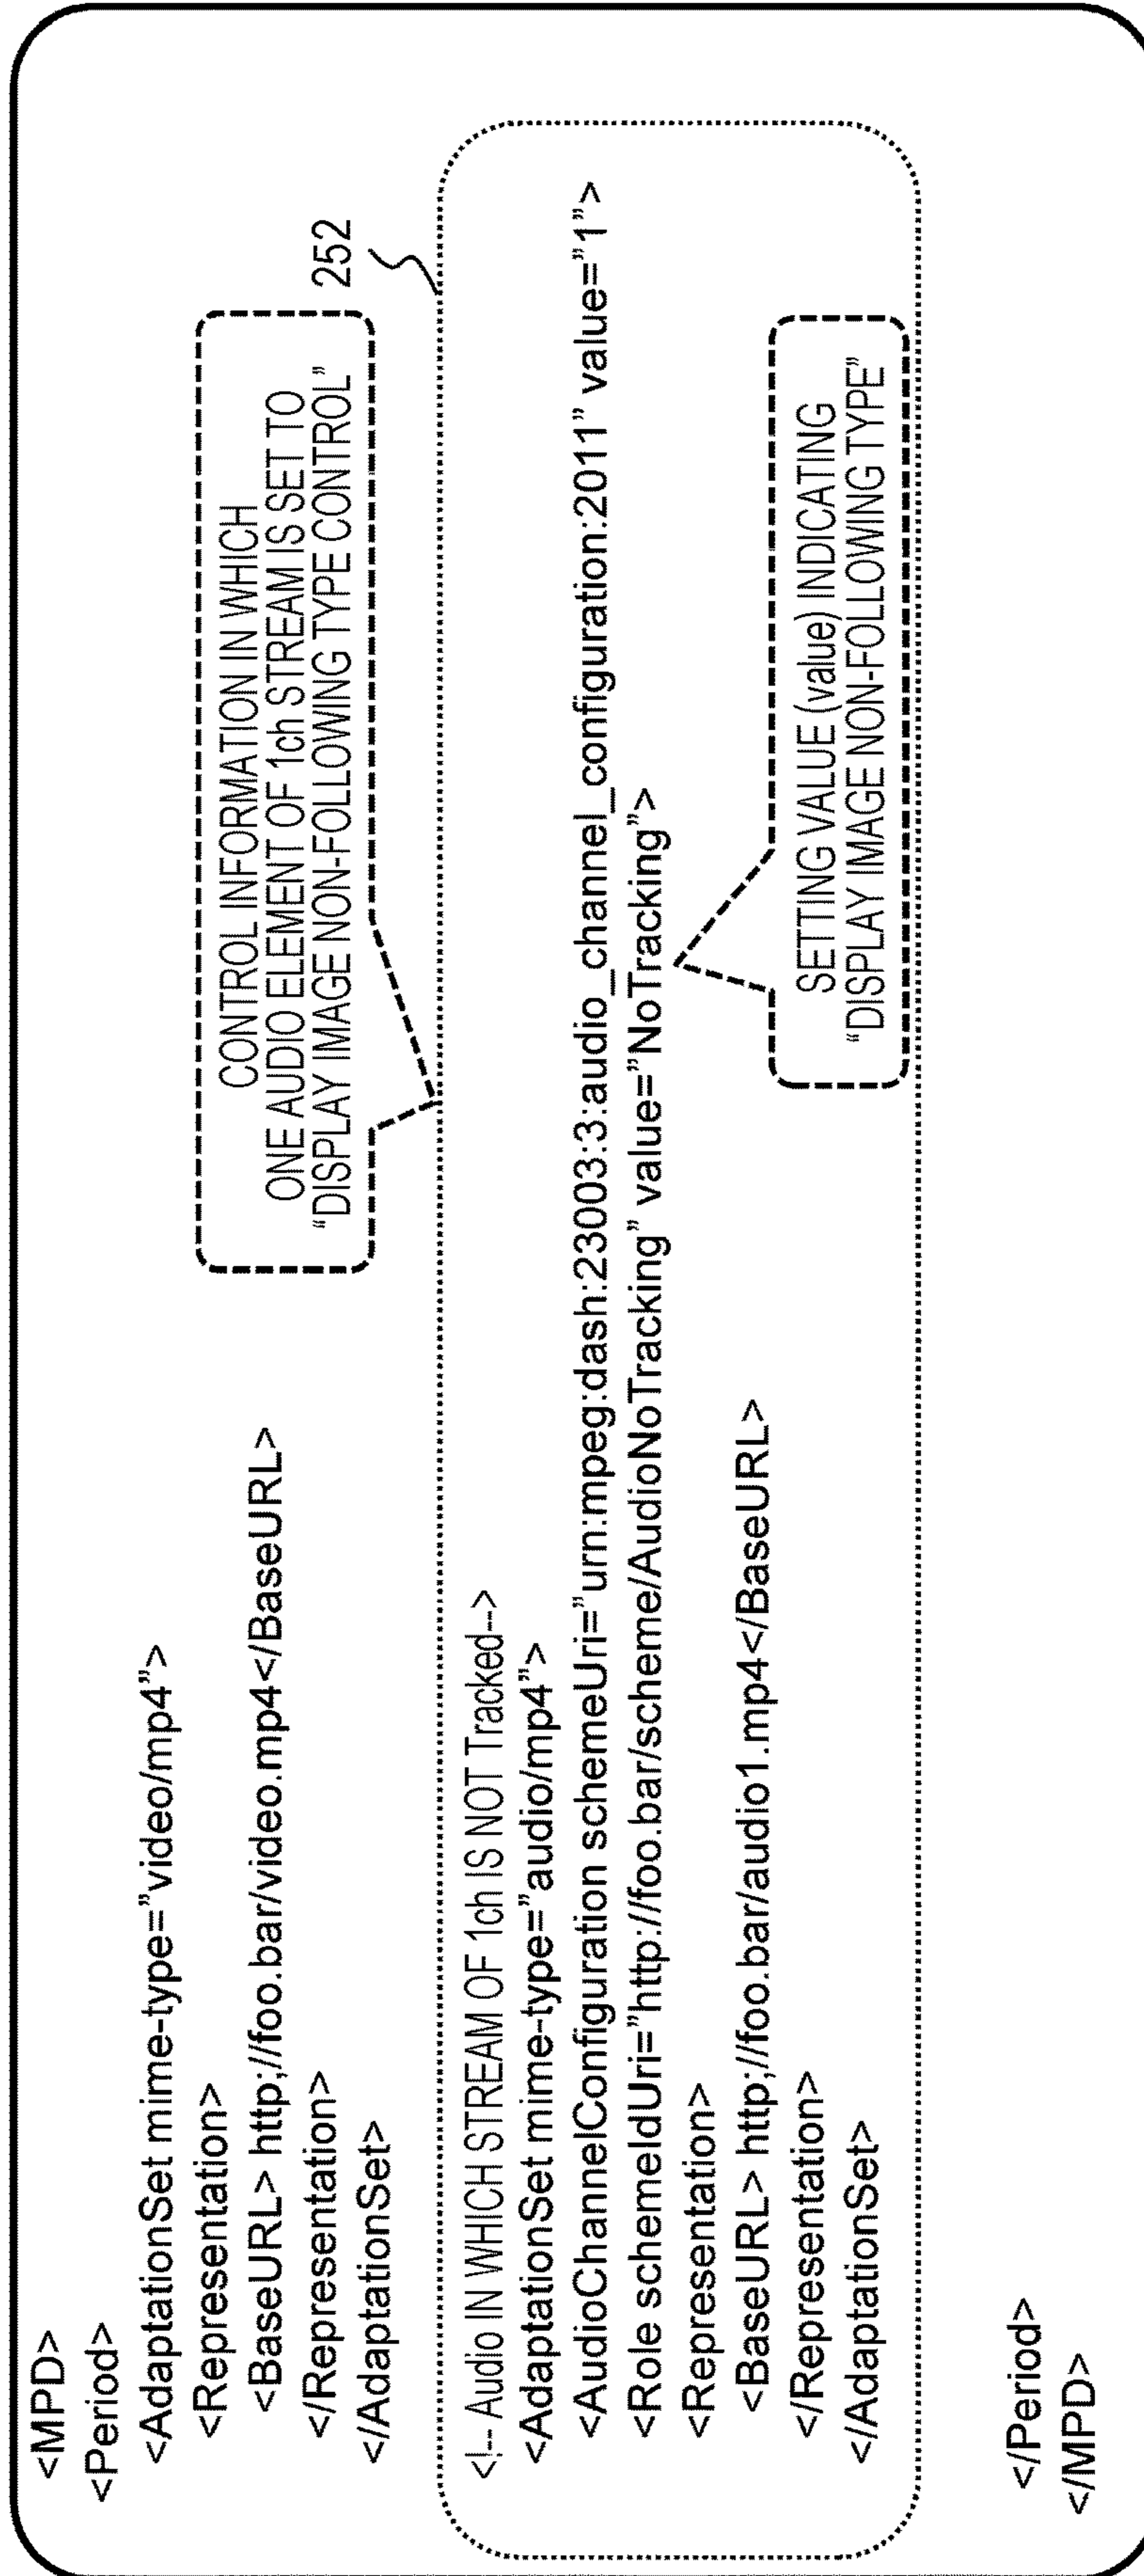 <MPD>
<Period>
<AdaptationSet mime-type=”video/mp4”>
<Representation>
<BaseURL> http;//foo.bar/video.mp4</BaseURL>
</Representation>
</AdaptationSet>
CONTROL INFORMATION IN WHICH
ONE AUDIO ELEMENT OF 1ch STREAM IS SET TO
“DISPLAY IMAGE NON-FOLLOWING TYPE CONTROL”
252
<!-- Audio IN WHICH STREAM OF 1ch IS NOT Tracked-->
<AdaptationSet mime-type=”audio/mp4”>
<AudioChannelConfiguration schemeUri=”urn:mpeg:dash:23003:3:audio_channel_configuration:2011” value=”1”>
<Role schemeIdUri=”http://foo.bar/scheme/AudioNoTracking” value=”NoTracking”>
<Representation>
<BaseURL> http;//foo.bar/audio1.mp4</BaseURL>
</Representation>
</AdaptationSet>
SETTING VALUE (value) INDICATING
“DISPLAY IMAGE NON-FOLLOWING TYPE”
</Period>
</MPD>